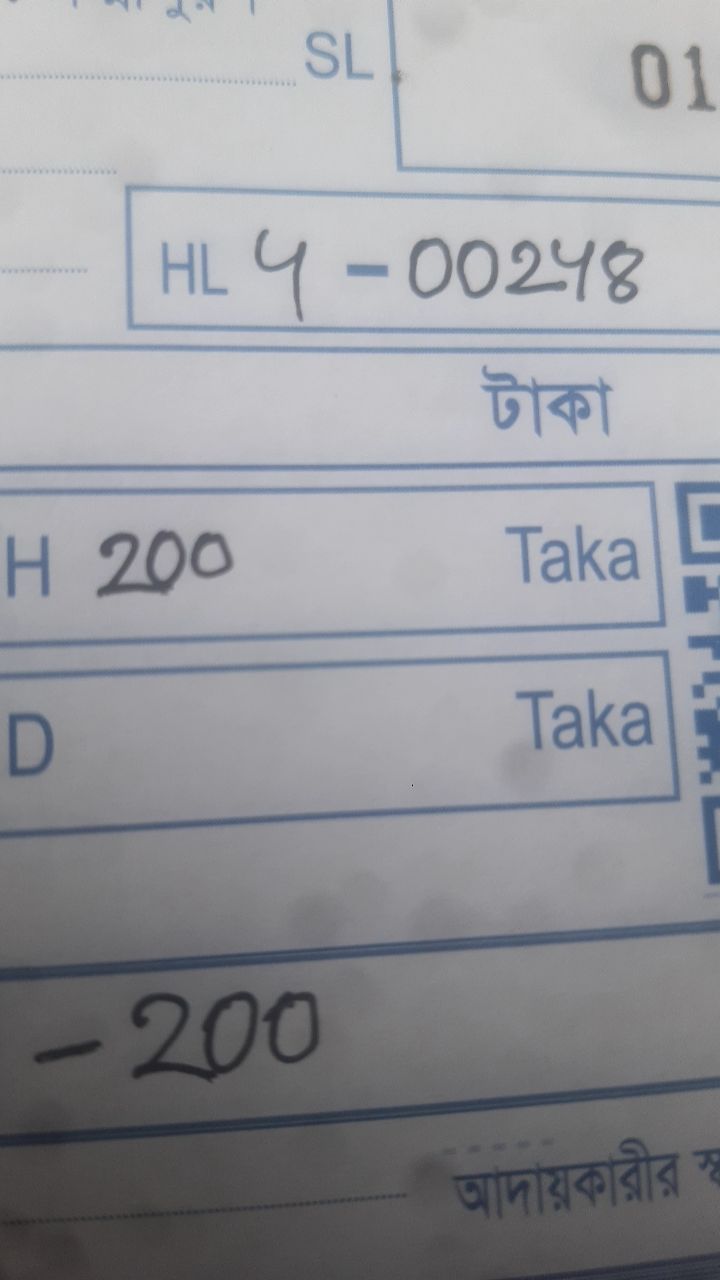 SL 01
HL 4 - 00248
টাকা
H 200 Taka
D Taka
- 200
আদায়কারীর